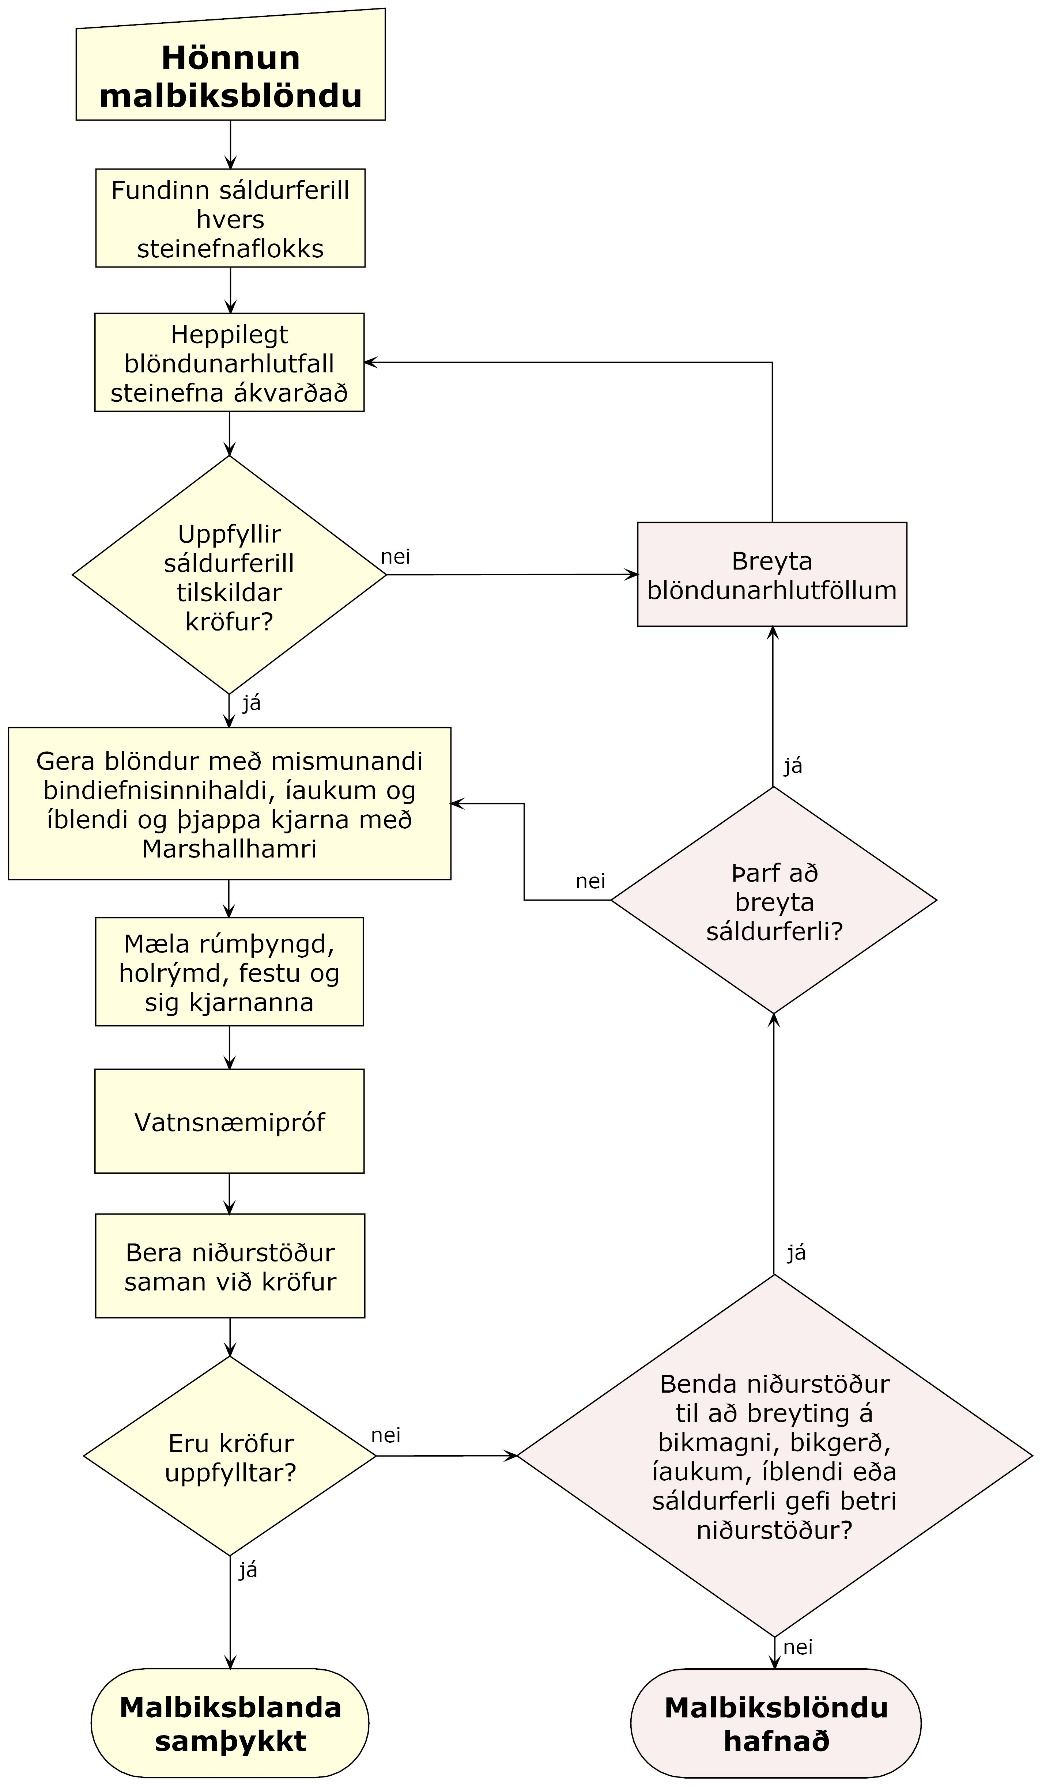 Hönnun
malbiksblöndu
Fundinn sáldurferill
hvers
steinefnaflokks
Heppilegt
blöndunarhlutfall
steinefna ákvarðað
Uppfyllir
sáldurferill
tilskildar
kröfur?
nei
Breyta
blöndunarhlutföllum
já
Gera blöndur með mismunandi
bindiefnisinnihaldi, íaukum og
íblendi og þjappa kjarna með
Marshallhamri
já
Þarf að
breyta
sáldurferli?
nei
Mæla rúmþyngd,
holrýmd, festu og
sig kjarnanna
Vatnsnæmipróf
Bera niðurstöður
saman við kröfur
já
Eru kröfur
uppfylltar?
nei
Benda niðurstöður
til að breyting á
bikmagni, bikgerð,
íaukum, íblendi eða
sáldurferli gefi betri
niðurstöður?
já
nei
Malbiksblanda
samþykkt
Malbiksblöndu
hafnað